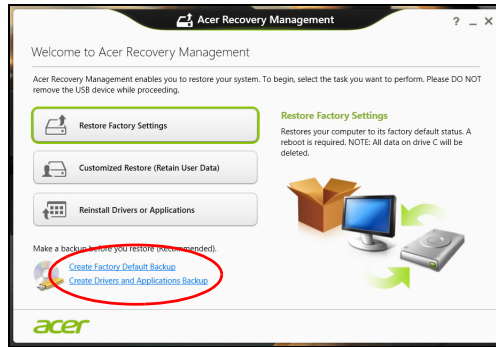 Acer Recovery Management
? _ X
Welcome to Acer Recovery Management
Acer Recovery Management enables you to restore your system. To begin, select the task you want to perform. Please DO NOT
remove the USB device while proceeding.
Restore Factory Settings
Customized Restore (Retain User Data)
Reinstall Drivers or Applications
Restore Factory Settings
Restores your computer to its factory default status. A
reboot is required. NOTE: All data on drive C will be
deleted.
Make a backup before you restore (Recommended).
Create Factory Default Backup
Create Drivers and Applications Backup
acer